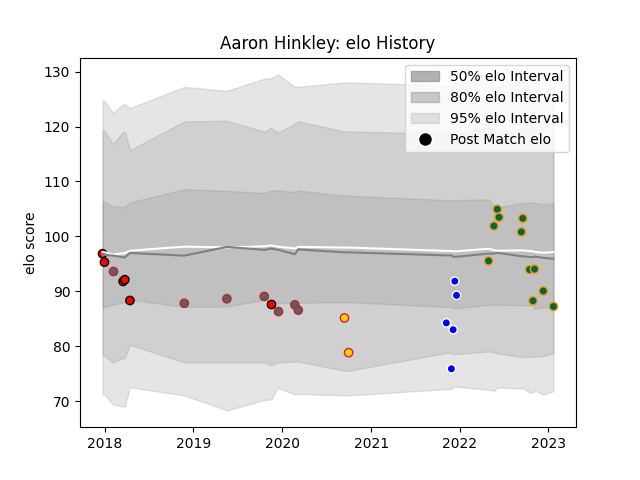 Aaron Hinkley: elo History
elo score
130
120
110
100
90
80
70
2018
2019
2020
2021
2022
2023
50% elo Interval
80% elo Interval
95% elo Interval
Post Match elo